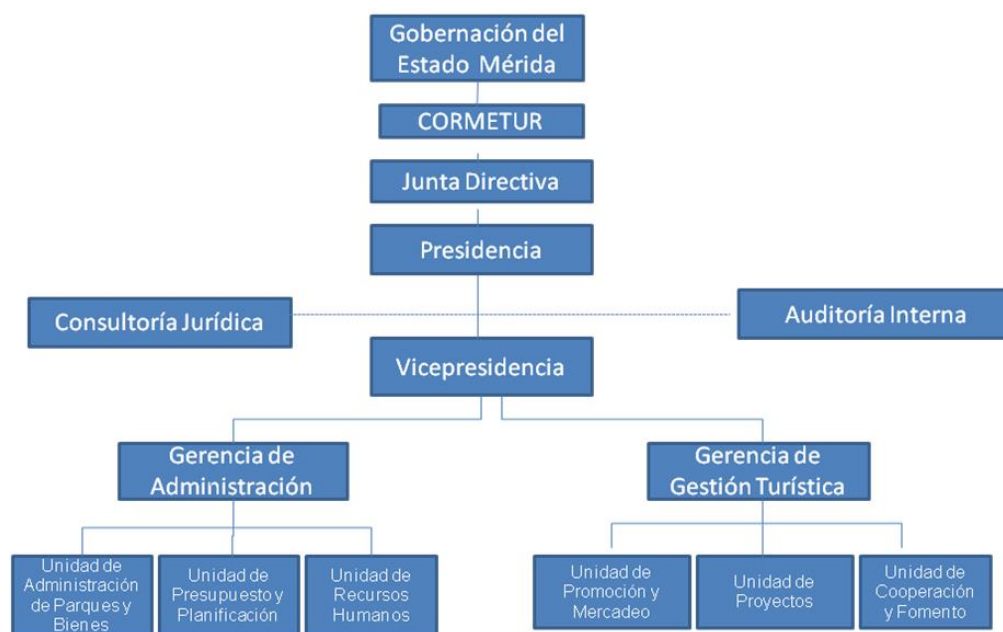 Gobernación del
Estado Mérida
CORMETUR
Junta Directiva
Presidencia
Consultoría Jurídica
Auditoría Interna
Vicepresidencia
Gerencia de
Administración
Gerencia de
Gestión Turística
Unidad de
Administración
de Parques y
Bienes
Unidad de
Presupuesto y
Planificación
Unidad de
Recursos
Humanos
Unidad de
Promoción y
Mercadeo
Unidad de
Proyectos
Unidad de
Cooperación
y Fomento